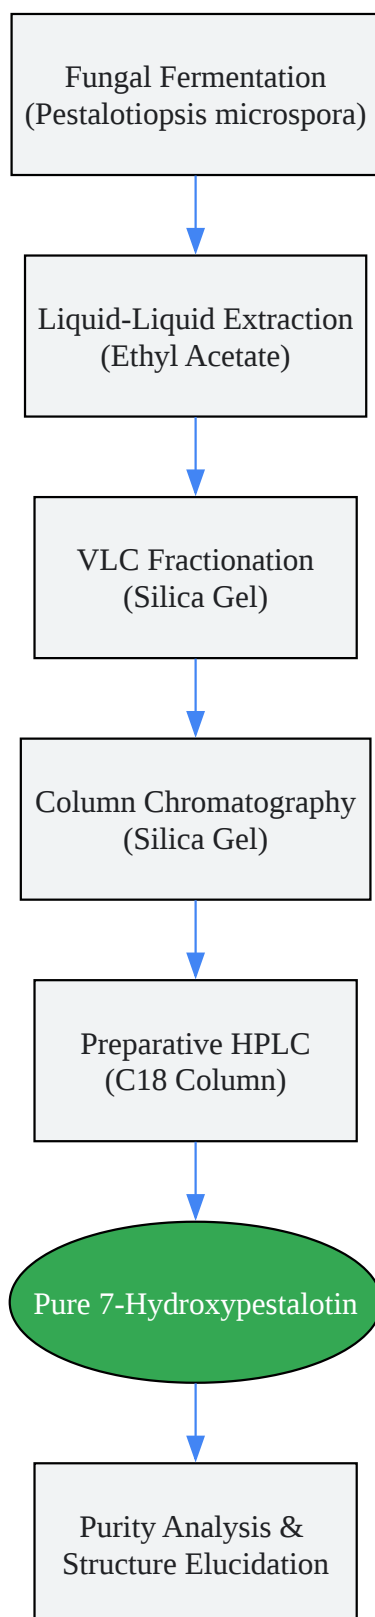 Fungal Fermentation
(Pestalotiopsis microspora)
Liquid-Liquid Extraction
(Ethyl Acetate)
VLC Fractionation
(Silica Gel)
Column Chromatography
(Silica Gel)
Preparative HPLC
(C18 Column)
Pure 7-Hydroxypestalotin
Purity Analysis &
Structure Elucidation